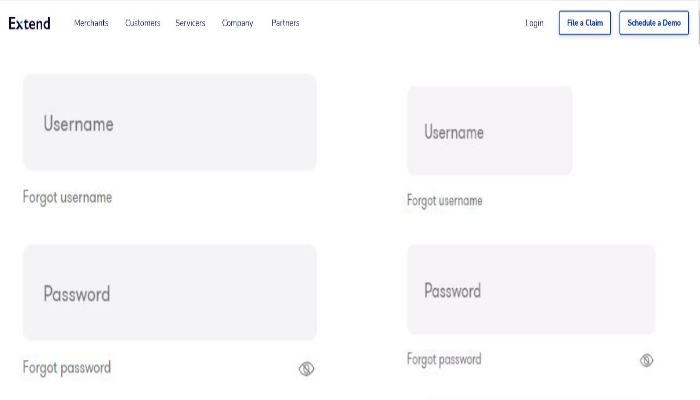 Extend Merchants Customers Servicers Company Partners Login File a Claim Schedule a Demo
Username
Forgot username
Password
Forgot password
Username
Forgot username
Password
Forgot password